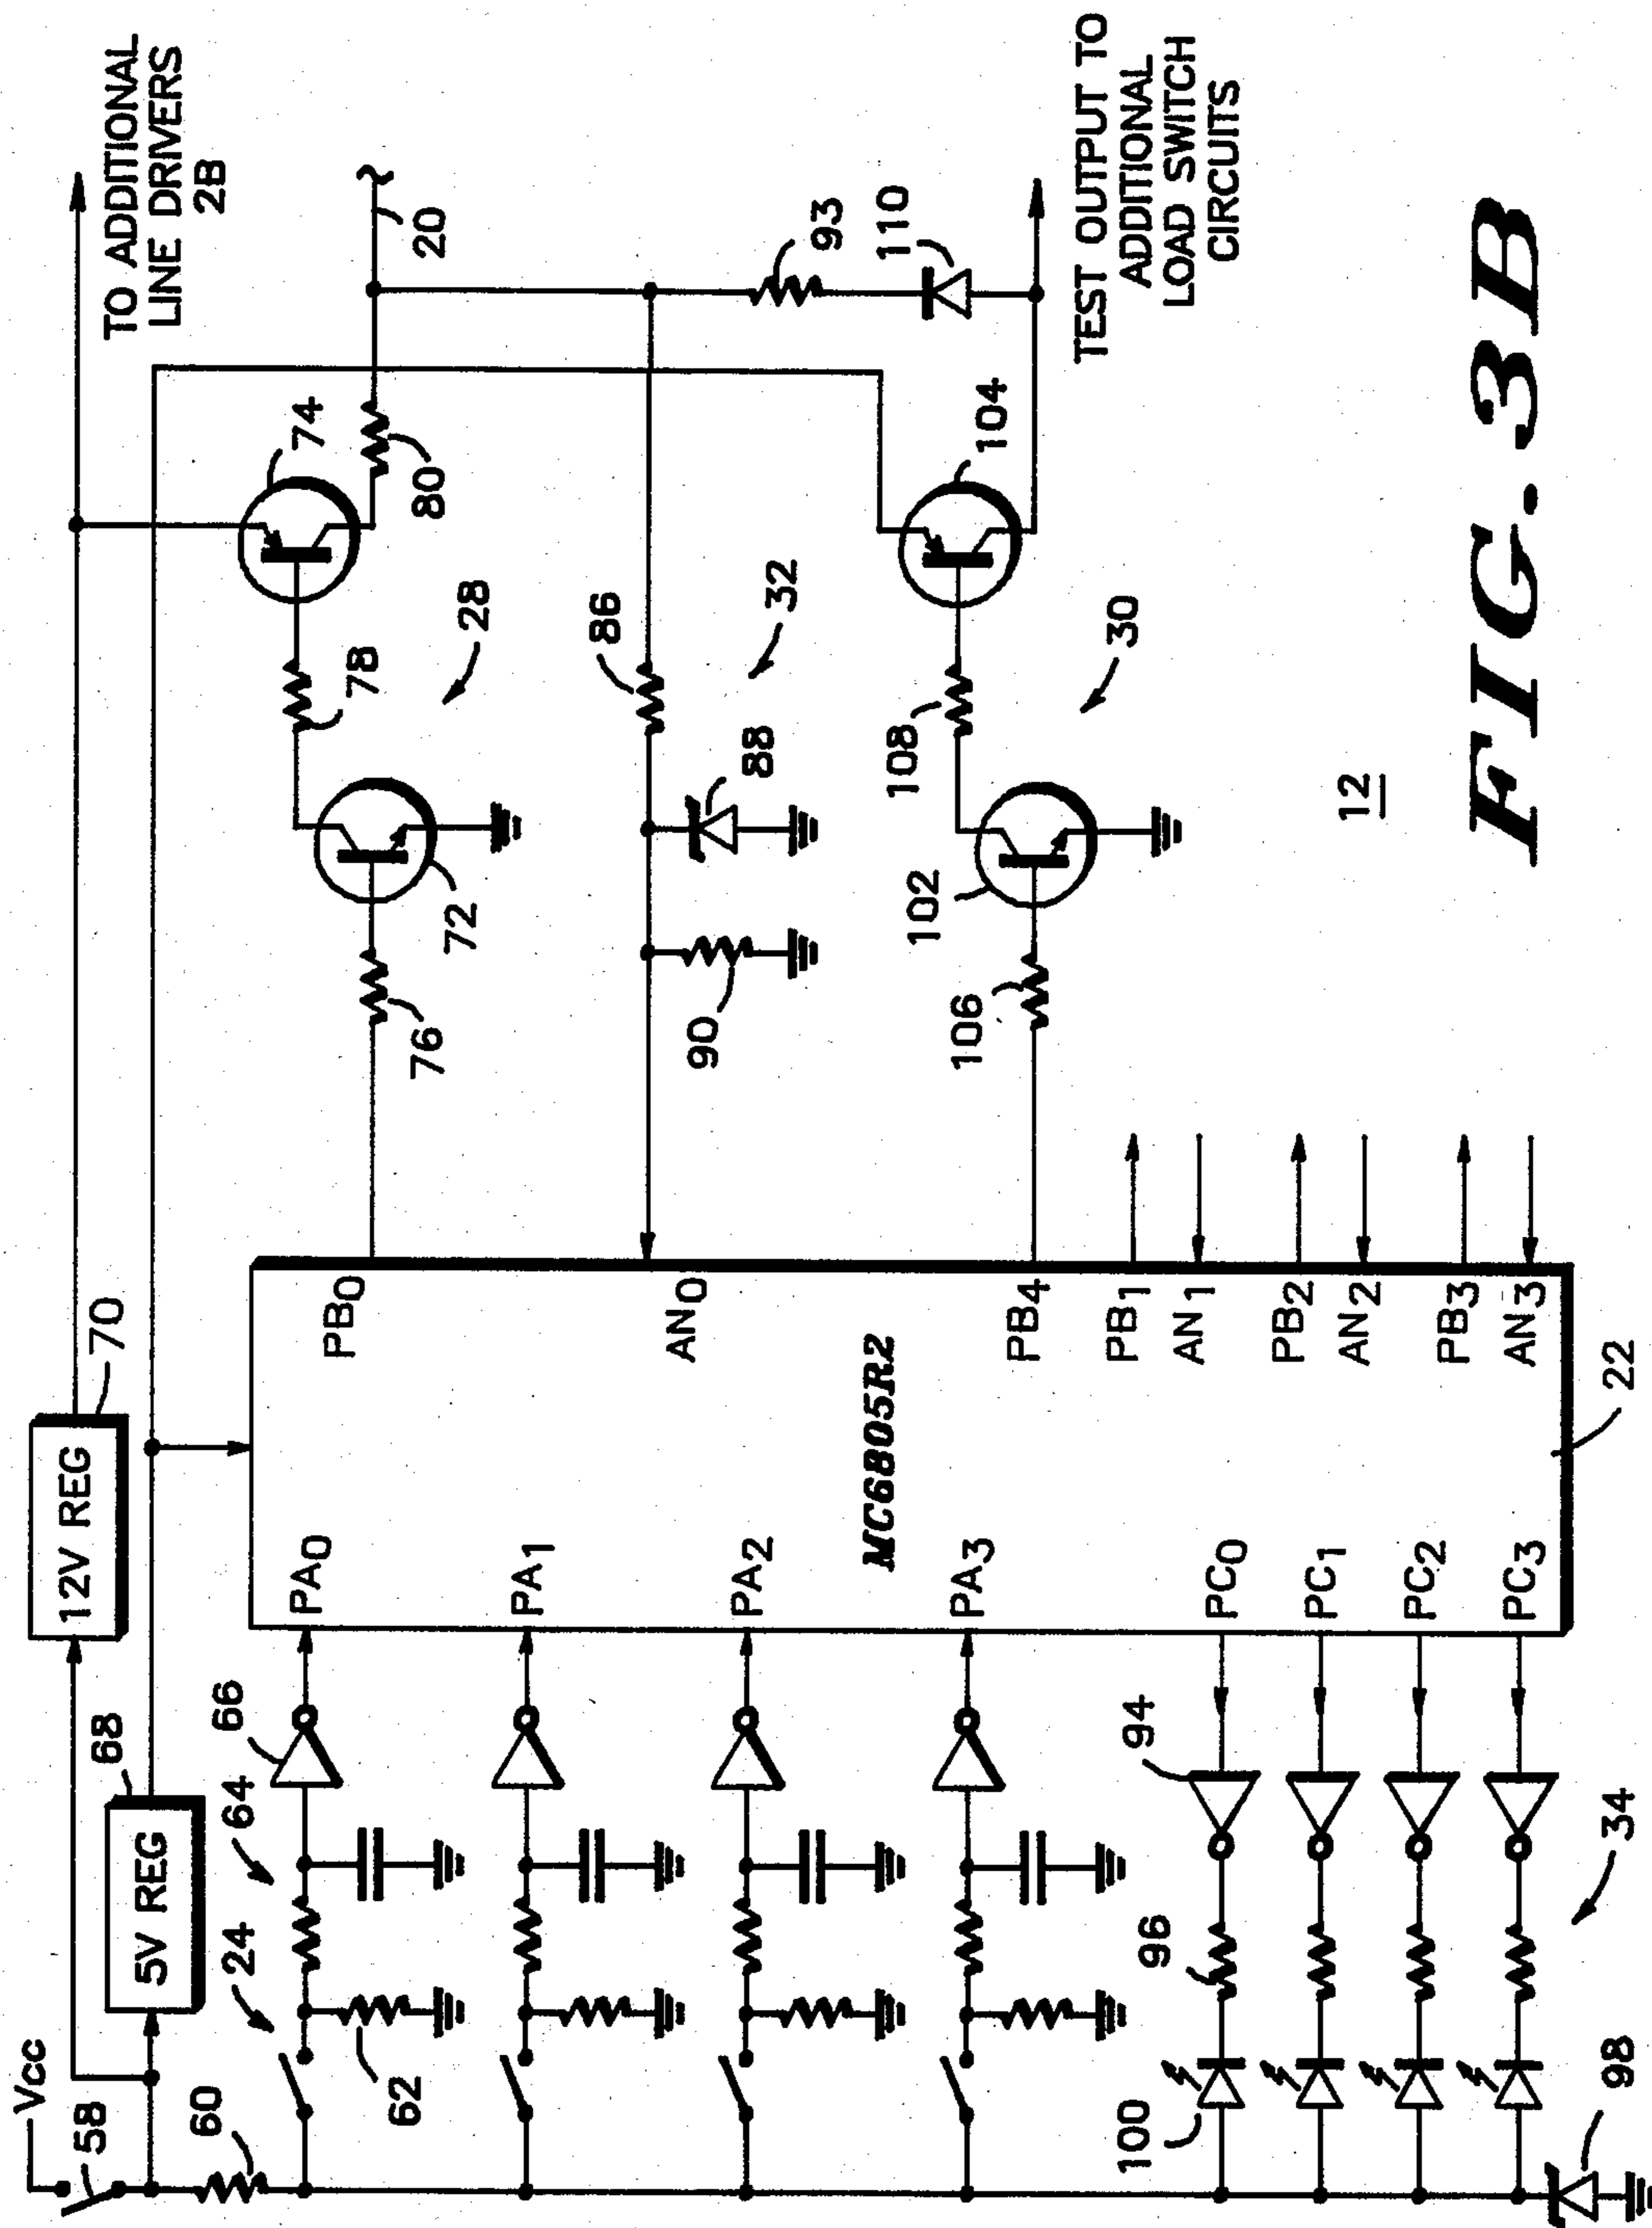 Vcc
58
60
5V REG
68
12V REG
70
TO ADDITIONAL
LINE DRIVERS
2B
24
64
62
66
PA0
PA1
PA2
PA3
MC6805R2
22
PB0
AN0
PB4
PB1
AN1
PB2
AN2
PB3
AN3
PC0
PC1
PC2
PC3
76
72
78
74
80
28
20
86
88
90
32
93
110
106
102
108
104
30
TEST OUTPUT TO
ADDITIONAL
LOAD SWITCH
CIRCUITS
94
96
100
98
34
12
FIG. 3B